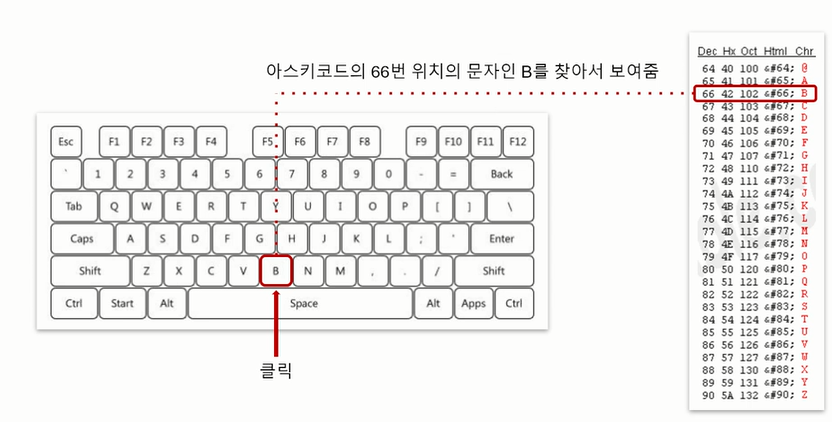 아스키코드의 66번 위치의 문자인 B를 찾아서 보여줌
Esc F1 F2 F3 F4 F5 F6 F7 F8 F9 F10 F11 F12
` 1 2 3 4 5 6 7 8 9 0 - = Back
Tab Q W E R T Y U I O P [ ] \
Caps A S D F G H J K L ; ' Enter
Shift Z X C V B N M , . / Shift
Ctrl Start Alt Space Alt Apps Ctrl
클릭
Dec Hx Oct Html Chr
64 40 100 &#64; @
65 41 101 &#65; A
66 42 102 &#66; B
67 43 103 &#67; C
68 44 104 &#68; D
69 45 105 &#69; E
70 46 106 &#70; F
71 47 107 &#71; G
72 48 110 &#72; H
73 49 111 &#73; I
74 4A 112 &#74; J
75 4B 113 &#75; K
76 4C 114 &#76; L
77 4D 115 &#77; M
78 4E 116 &#78; N
79 4F 117 &#79; O
80 50 120 &#80; P
81 51 121 &#81; Q
82 52 122 &#82; R
83 53 123 &#83; S
84 54 124 &#84; T
85 55 125 &#85; U
86 56 126 &#86; V
87 57 127 &#87; W
88 58 130 &#88; X
89 59 131 &#89; Y
90 5A 132 &#90; Z